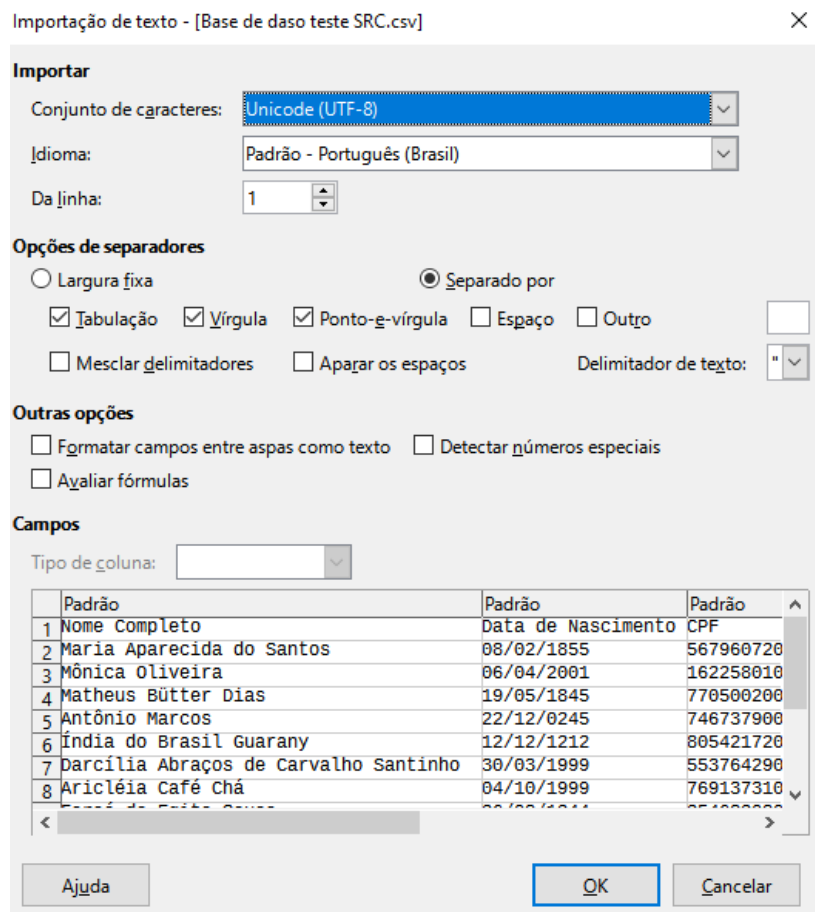 Importação de texto - [Base de daso teste SRC.csv]
Importar
Conjunto de caracteres: Unicode (UTF-8)
Idioma: Padrão - Português (Brasil)
Da linha: 1
Opções de separadores
Largura fixa Separado por
Tabulação Vírgula Ponto-e-vírgula Espaço Outro
Mesclar delimitadores Aparar os espaços Delimitador de texto: "
Outras opções
Formatar campos entre aspas como texto Detectar números especiais
Avaliar fórmulas
Campos
Tipo de coluna:
Padrão Padrão Padrão
1 Nome Completo Data de Nascimento CPF
2 Maria Aparecida do Santos 08/02/1855 567960720
3 Mônica Oliveira 06/04/2001 162258010
4 Matheus Bütter Dias 19/05/1845 770500200
5 Antônio Marcos 22/12/0245 746737900
6 Índia do Brasil Guarany 12/12/1212 805421720
7 Darcília Abraços de Carvalho Santinho 30/03/1999 553764290
8 Aricléia Café Chá 04/10/1999 769137310
Ajuda OK Cancelar